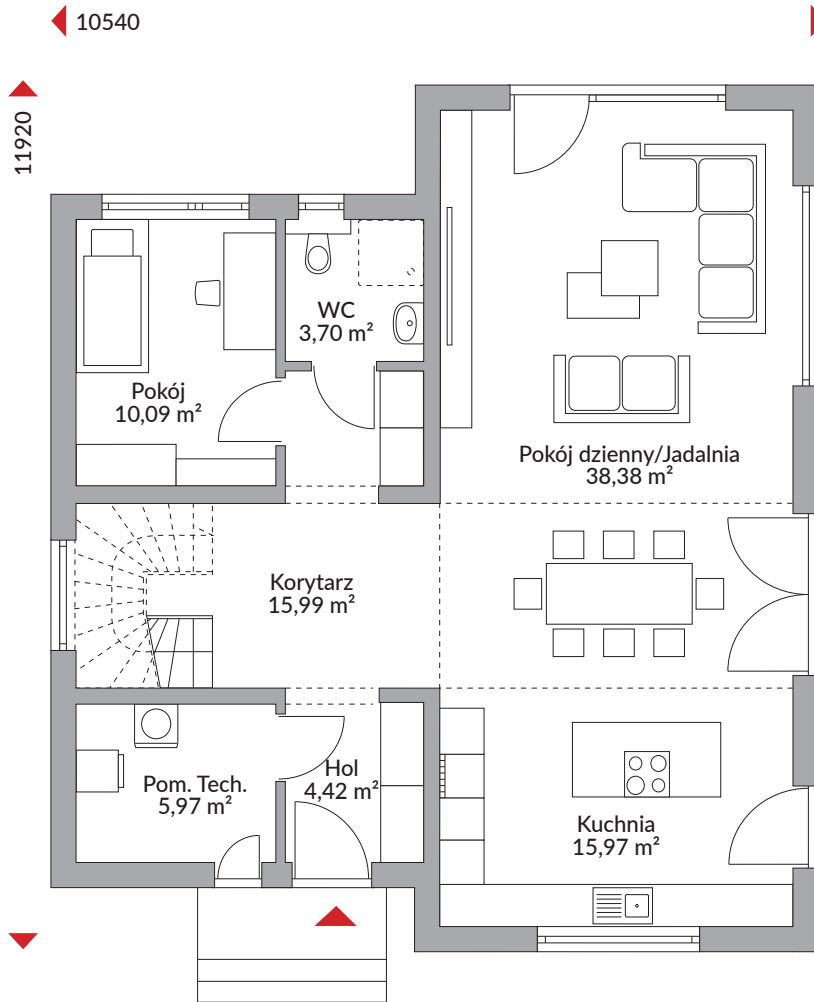 10540
11920
WC
3,70 m²
Pokój
10,09 m²
Pokój dzienny/Jadalnia
38,38 m²
Korytarz
15,99 m²
Pom. Tech.
5,97 m²
Hol
4,42 m²
Kuchnia
15,97 m²